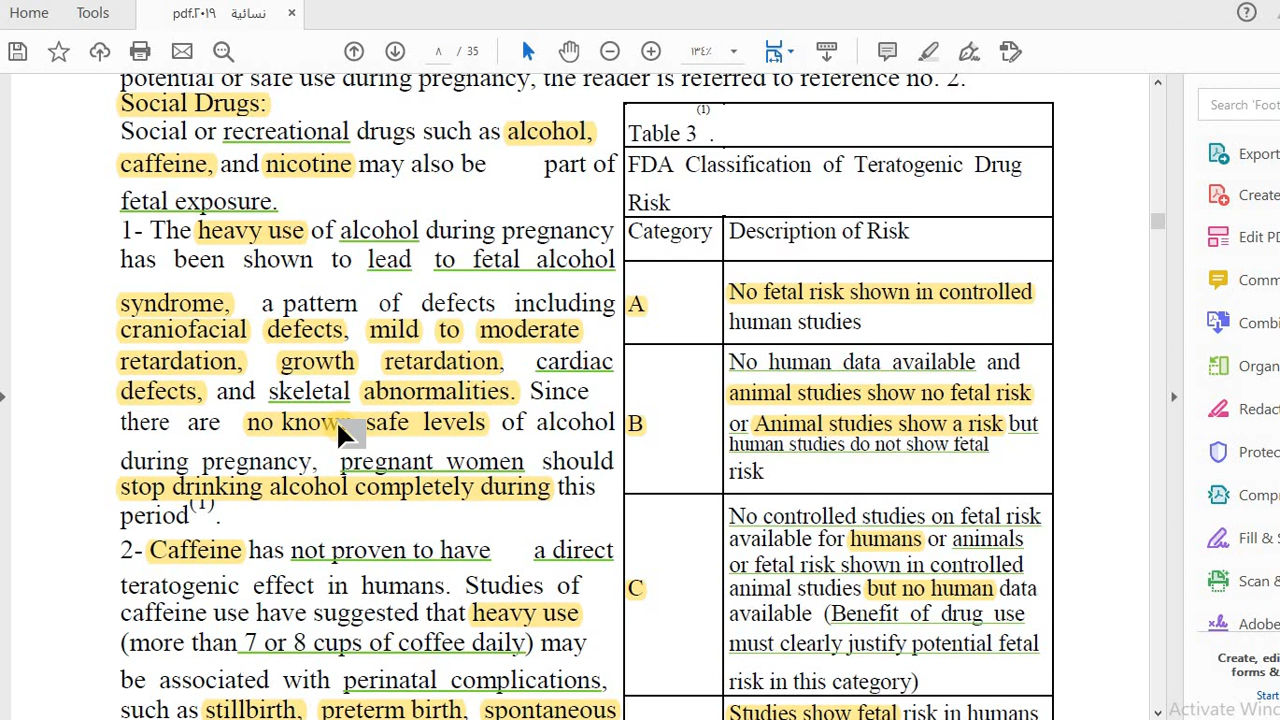 Home Tools نسائية ٢٠١٩.pdf ×
٨ / 35 ١٣٤٪
potential or safe use during pregnancy, the reader is referred to reference no. 2.
Social Drugs:
Social or recreational drugs such as alcohol,
caffeine, and nicotine may also be part of
fetal exposure.
1- The heavy use of alcohol during pregnancy
has been shown to lead to fetal alcohol
syndrome, a pattern of defects including
craniofacial defects, mild to moderate
retardation, growth retardation, cardiac
defects, and skeletal abnormalities. Since
there are no known safe levels of alcohol
during pregnancy, pregnant women should
stop drinking alcohol completely during this
period(1).
2- Caffeine has not proven to have a direct
teratogenic effect in humans. Studies of
caffeine use have suggested that heavy use
(more than 7 or 8 cups of coffee daily) may
be associated with perinatal complications,
such as stillbirth, preterm birth, spontaneous
Table 3 (1).
FDA Classification of Teratogenic Drug
Risk
Category Description of Risk
A
No fetal risk shown in controlled
human studies
B
No human data available and
animal studies show no fetal risk
or Animal studies show a risk but
human studies do not show fetal
risk
C
No controlled studies on fetal risk
available for humans or animals
or fetal risk shown in controlled
animal studies but no human data
available (Benefit of drug use
must clearly justify potential fetal
risk in this category)
Studies show fetal risk in humans
Search 'Foot
Export
Create
Edit PD
Comm
Combi
Organ
Redac
Protec
Comp
Fill & S
Scan &
Adobe
Create, edi
forms &
Start
Activate Wind